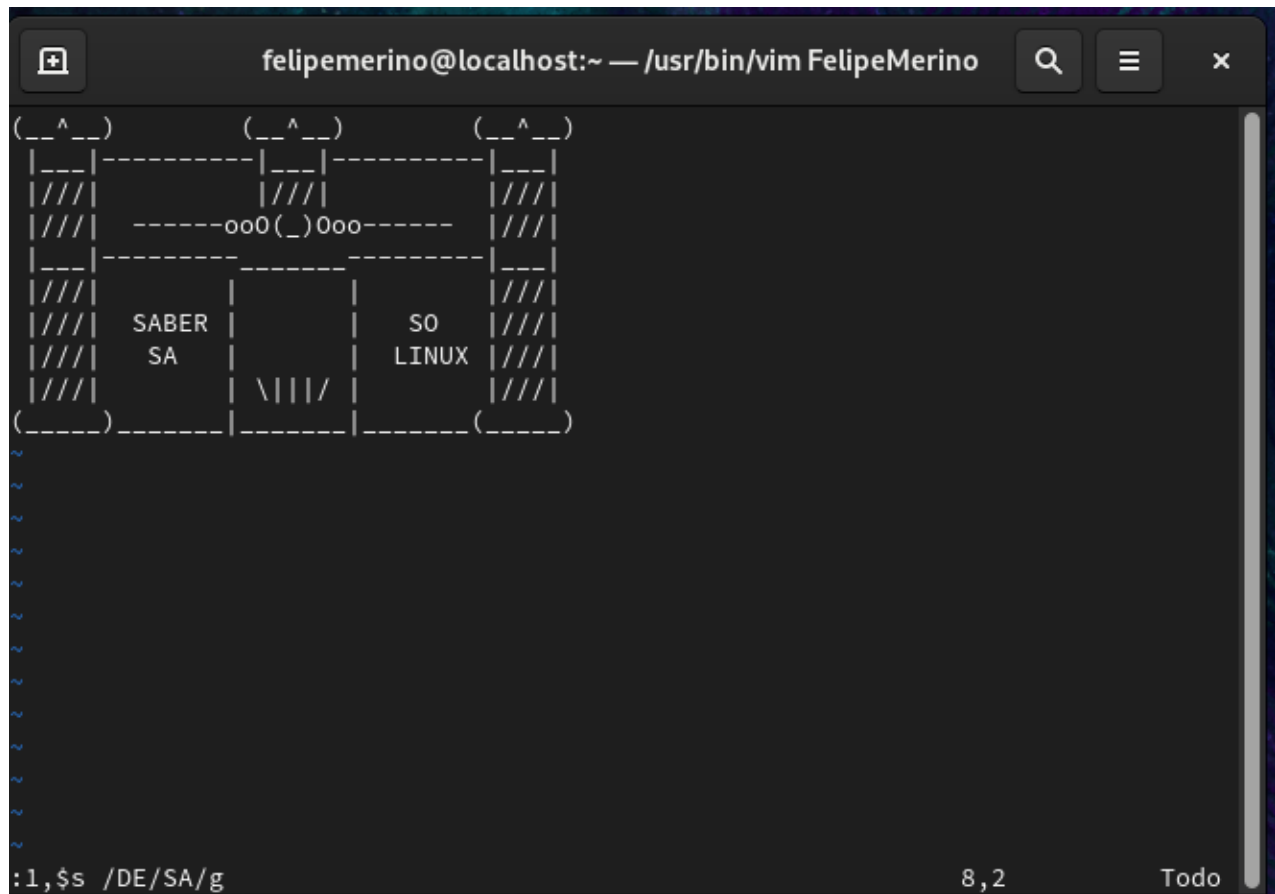 felipemerino@localhost:~ — /usr/bin/vim FelipeMerino
(__^__)         (__^__)         (__^__)
 |___|----------|___|----------|___|
 |///|          |///|          |///|
 |///|  ------ooO(_)Ooo------  |///|
 |___|---------_______---------|___|
 |///|        |       |        |///|
 |///|  SABER |       |   SO   |///|
 |///|   SA   |       |  LINUX |///|
 |///|        | \|||/ |        |///|
(_____)_______|_______|_______(_____)
~
~
~
~
~
~
~
~
~
~
~
~
~
:1,$s /DE/SA/g 8,2 Todo